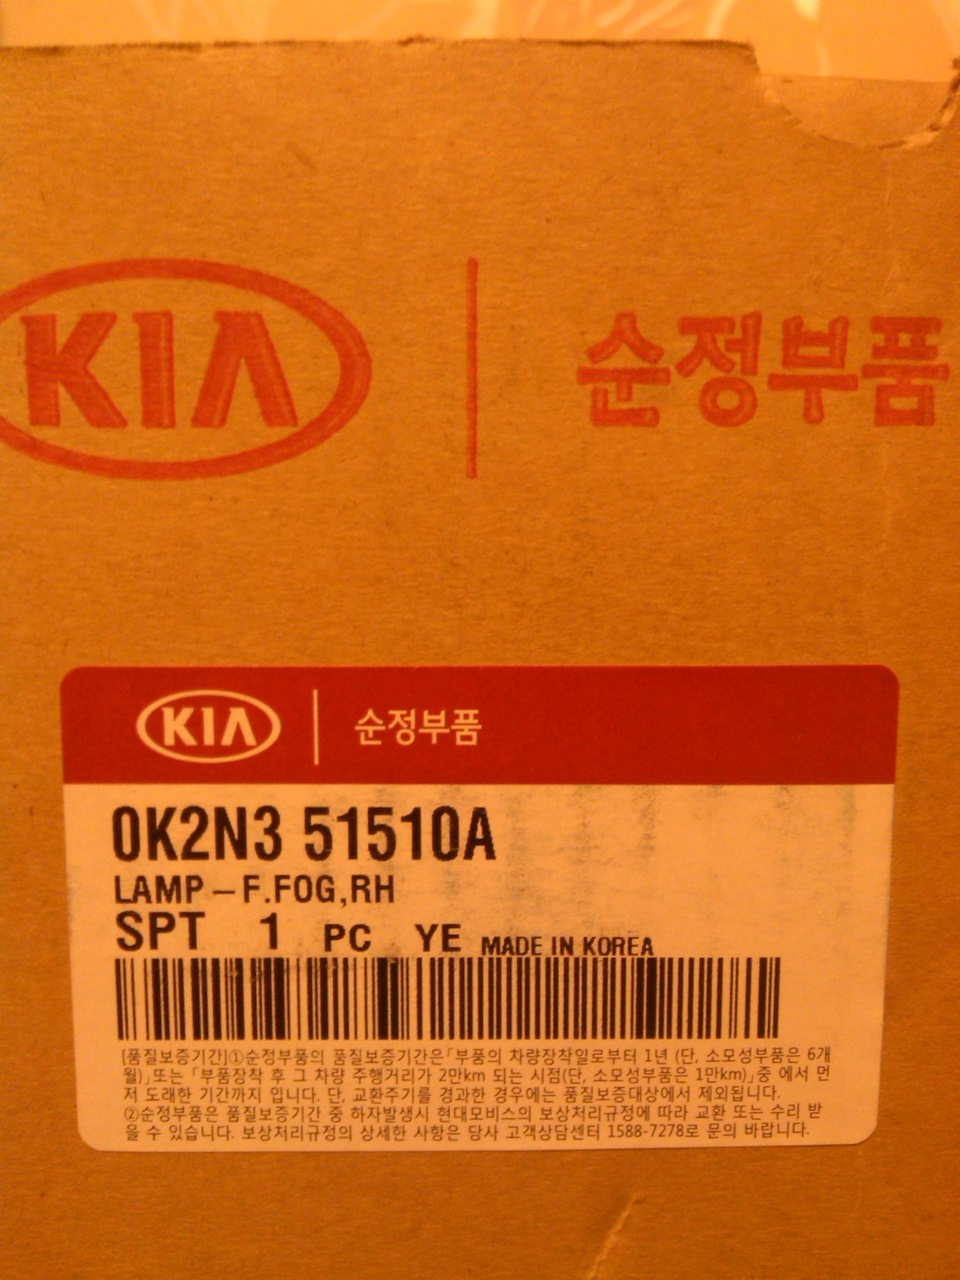 KIA 순정부품
KIA 순정부품
0K2N3 51510A
LAMP – F.FOG,RH
SPT 1 PC YE MADE IN KOREA
[품질보증기간]①순정부품의 품질보증기간은「부품의 차량장착일로부터 1년 (단, 소모성부품은 6개
월)」또는 「부품장착 후 그 차량 주행거리가 2만km 되는 시점(단, 소모성부품은 1만km)」중 에서 먼
저 도래한 기간까지 입니다. 단, 교환주기를 경과한 경우에는 품질보증대상에서 제외됩니다.
②순정부품은 품질보증기간 중 하자발생시 현대모비스의 보상처리규정에 따라 교환 또는 수리 받
을 수 있습니다. 보상처리규정의 상세한 사항은 당사 고객상담센터 1588-7278로 문의 바랍니다.